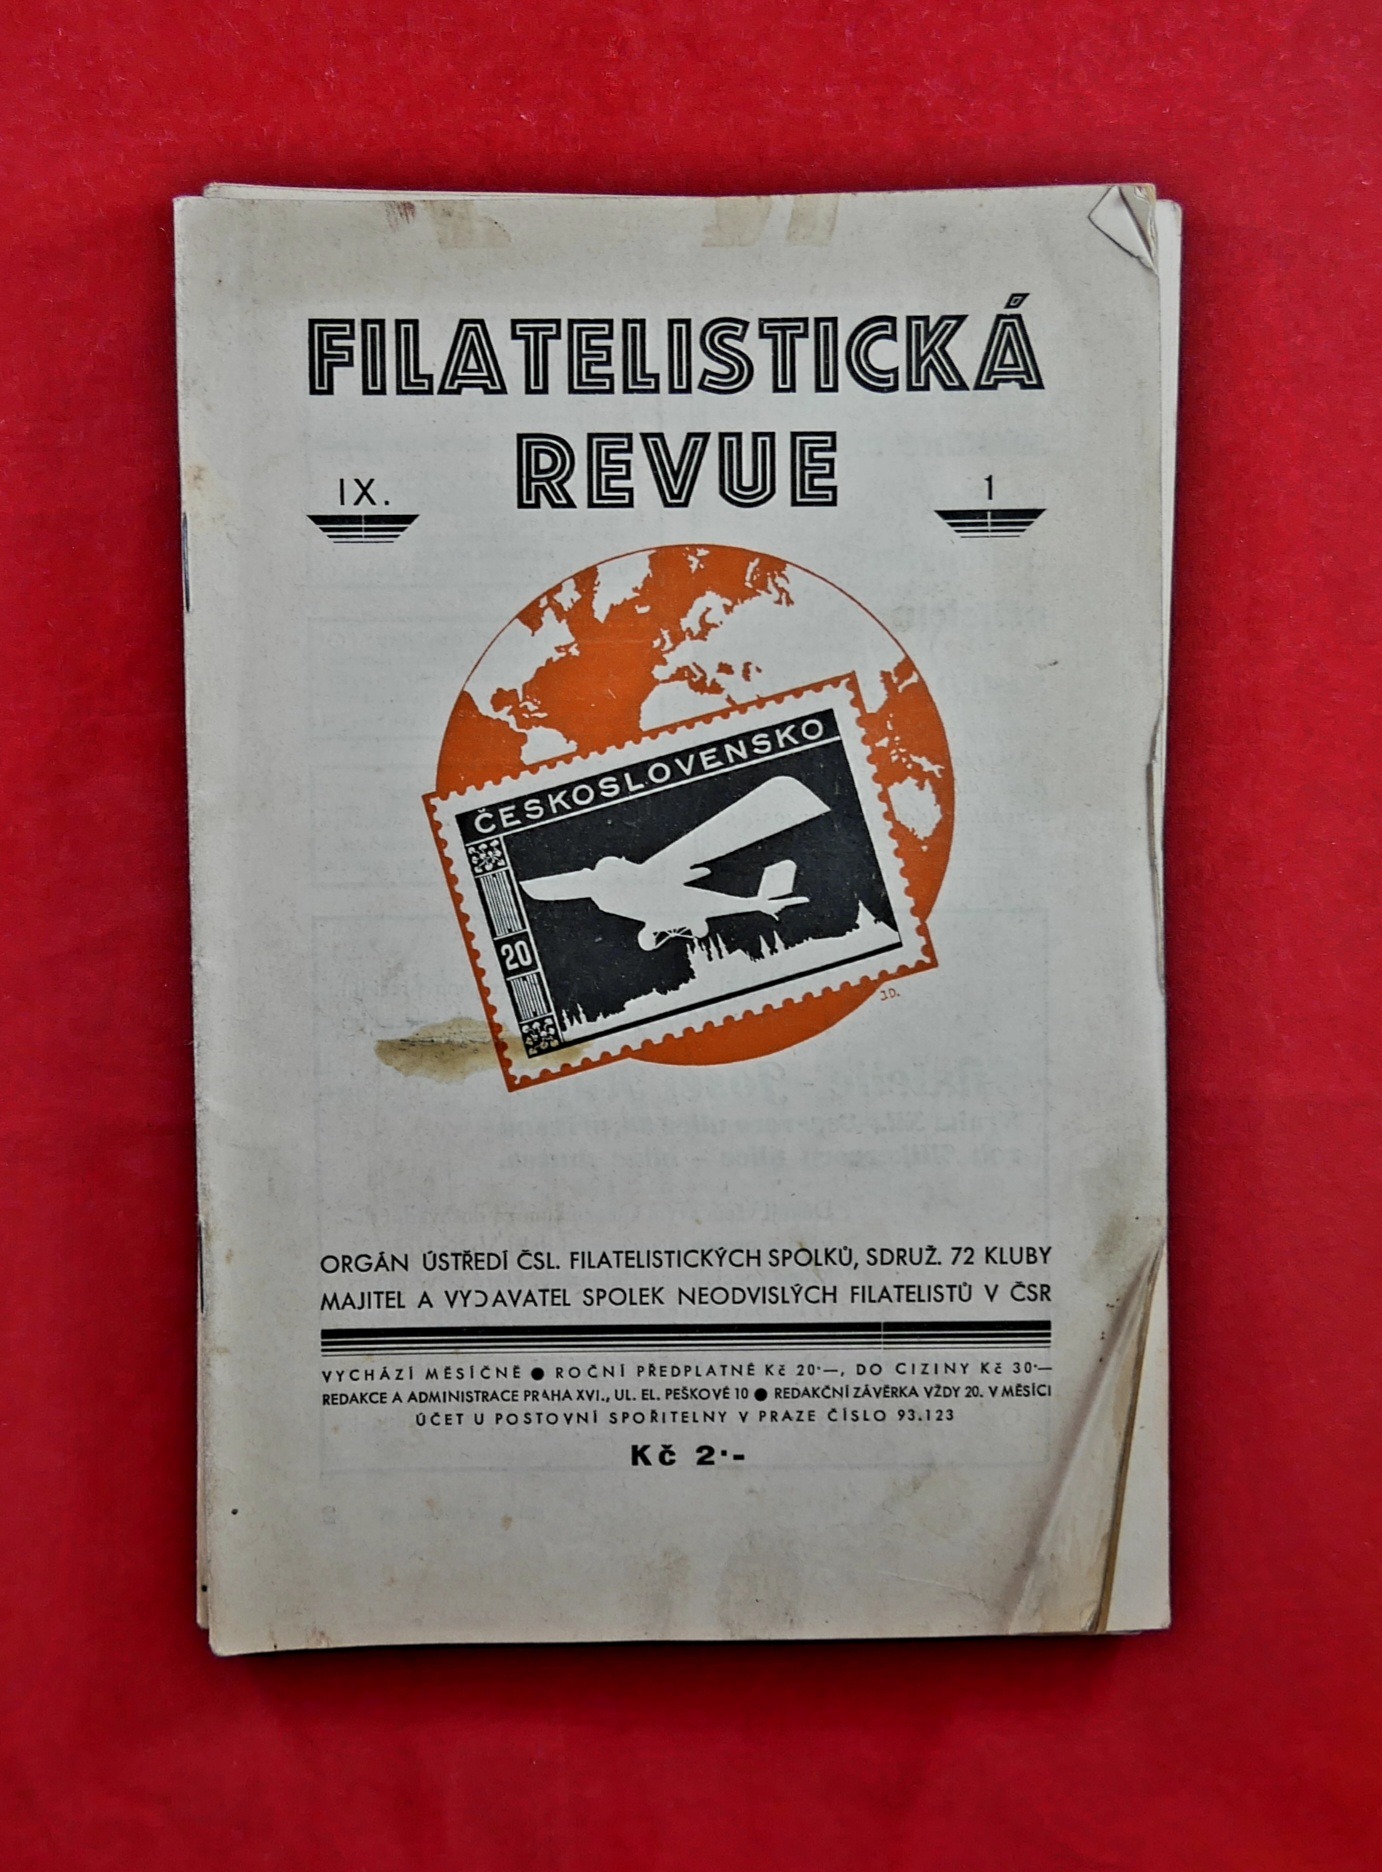 FILATELISTICKÁ
REVUE
IX.
1
ČESKOSLOVENSKO
20
J.D.
ORGÁN ÚSTŘEDÍ ČSL. FILATELISTICKÝCH SPOLKŮ, SDRUŽ. 72 KLUBY
MAJITEL A VYDAVATEL SPOLEK NEODVISLÝCH FILATELISTŮ V ČSR
VYCHÁZÍ MĚSÍČNĚ ● ROČNÍ PŘEDPLATNÉ Kč 20·—, DO CIZINY Kč 30·—
REDAKCE A ADMINISTRACE PRAHA XVI., UL. EL. PEŠKOVÉ 10 ● REDAKČNÍ ZÁVĚRKA VŽDY 20. V MĚSÍCI
ÚČET U POSTOVNÍ SPOŘITELNY V PRAZE ČÍSLO 93.123
Kč 2·-